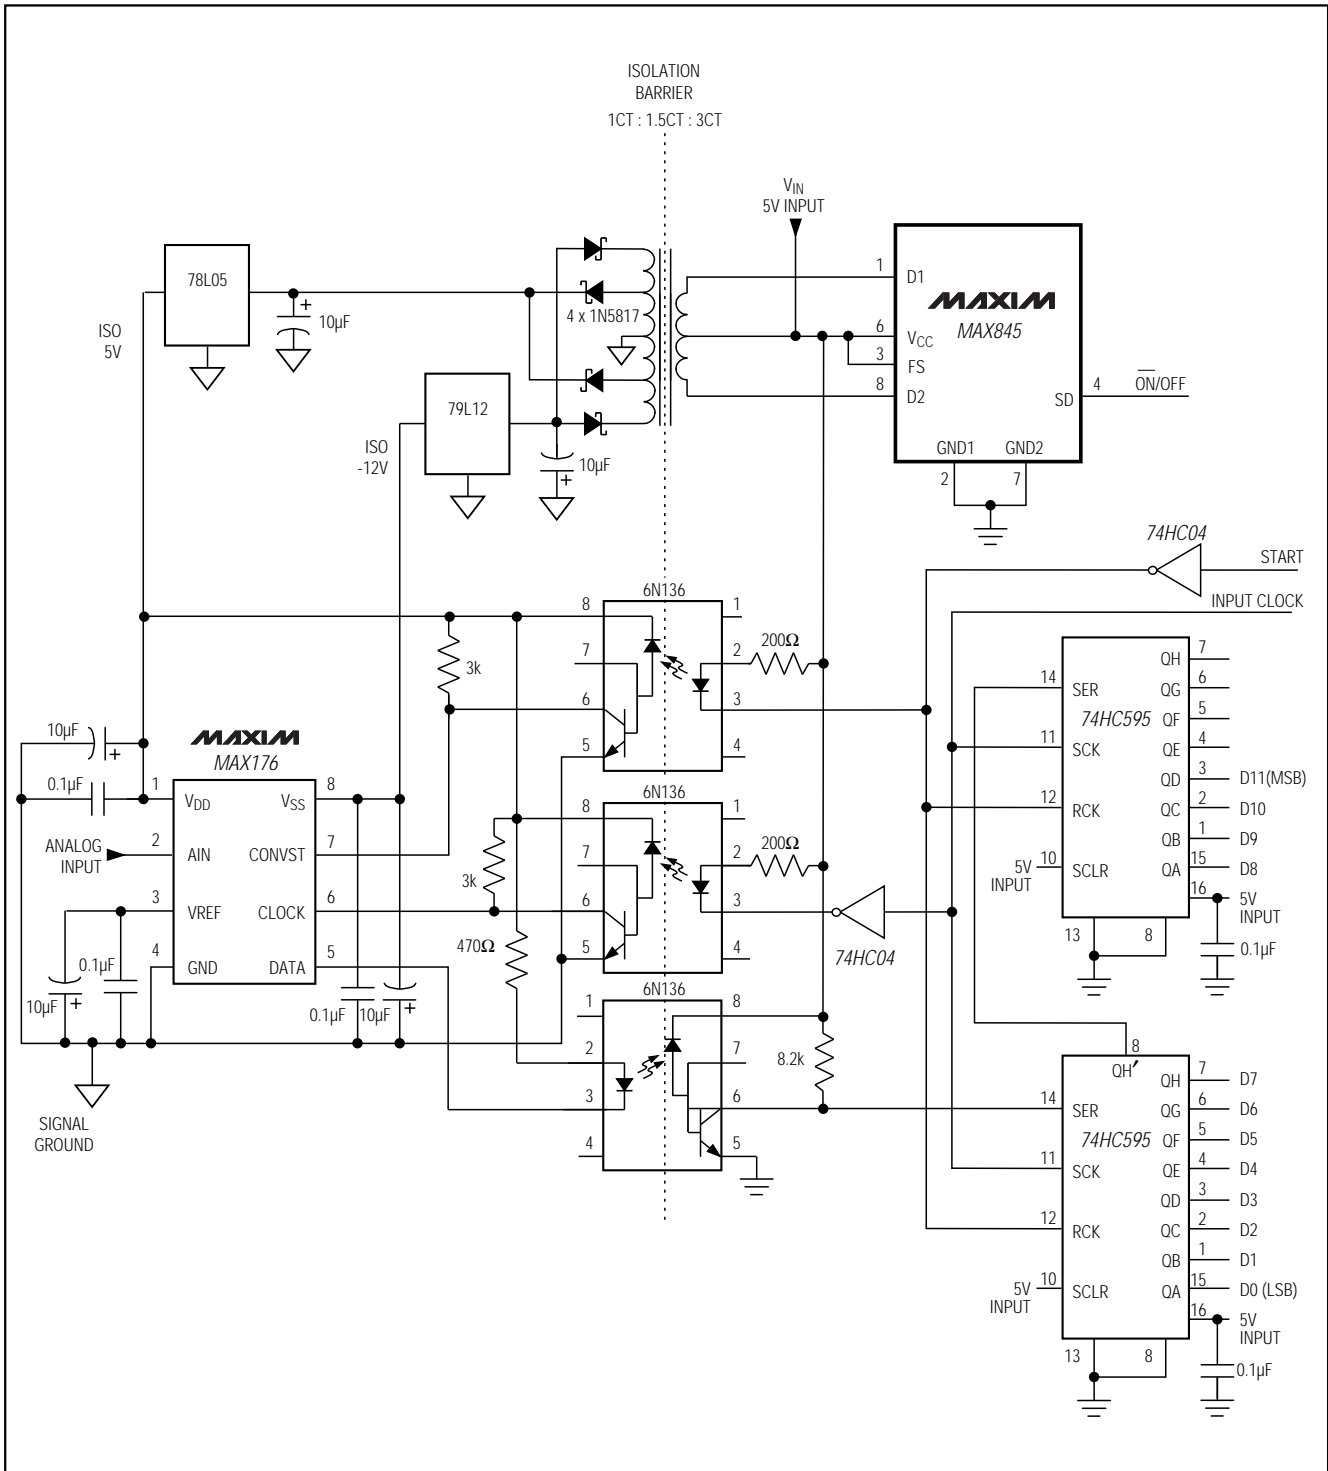 ISOLATION
BARRIER
1CT : 1.5CT : 3CT
VIN
5V INPUT
78L05
10µF
ISO
5V
4 x 1N5817
1
D1
MAXIM
MAX845
6
VCC
3
FS
8
D2
4
ON/OFF
SD
GND1
GND2
2
7
79L12
ISO
-12V
10µF
74HC04
START
INPUT CLOCK
6N136
8
1
7
2
200Ω
3k
6
3
5
4
10µF
MAXIM
MAX176
0.1µF
1
VDD
VSS
8
ANALOG
INPUT
2
AIN
CONVST
7
3
VREF
CLOCK
6
4
GND
DATA
5
10µF
0.1µF
0.1µF
10µF
SIGNAL
GROUND
6N136
8
1
7
2
200Ω
3k
6
3
5
4
470Ω
74HC04
6N136
1
8
2
7
8.2k
3
6
4
5
QH
7
14
SER
QG
6
74HC595
QF
5
11
SCK
QE
4
QD
3
D11(MSB)
12
RCK
QC
2
D10
QB
1
D9
5V
INPUT
10
SCLR
QA
15
D8
16
5V
INPUT
13
8
0.1µF
8
QH′
QH
7
D7
14
SER
QG
6
D6
74HC595
QF
5
D5
11
SCK
QE
4
D4
QD
3
D3
12
RCK
QC
2
D2
QB
1
D1
5V
INPUT
10
SCLR
QA
15
D0 (LSB)
16
5V
INPUT
13
8
0.1µF